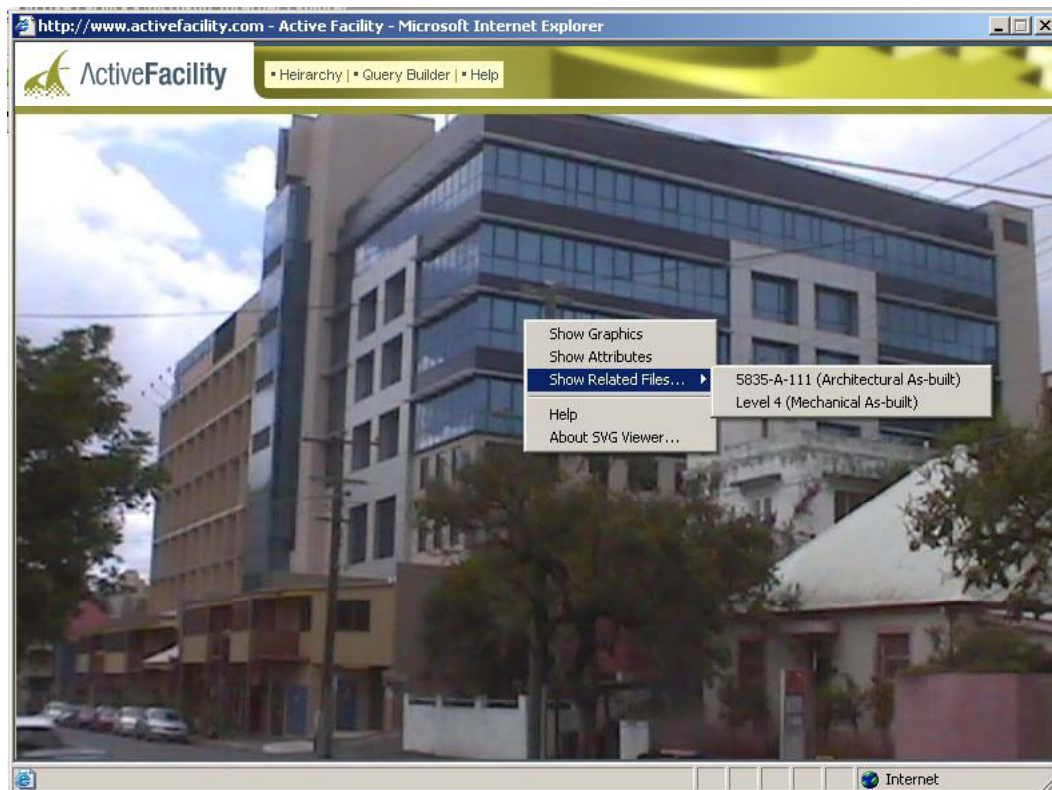 http://www.activefacility.com - Active Facility - Microsoft Internet Explorer
ActiveFacility
▪ Heirarchy | ▪ Query Builder | ▪ Help
Show Graphics
Show Attributes
Show Related Files...
5835-A-111 (Architectural As-built)
Level 4 (Mechanical As-built)
Help
About SVG Viewer...
Internet